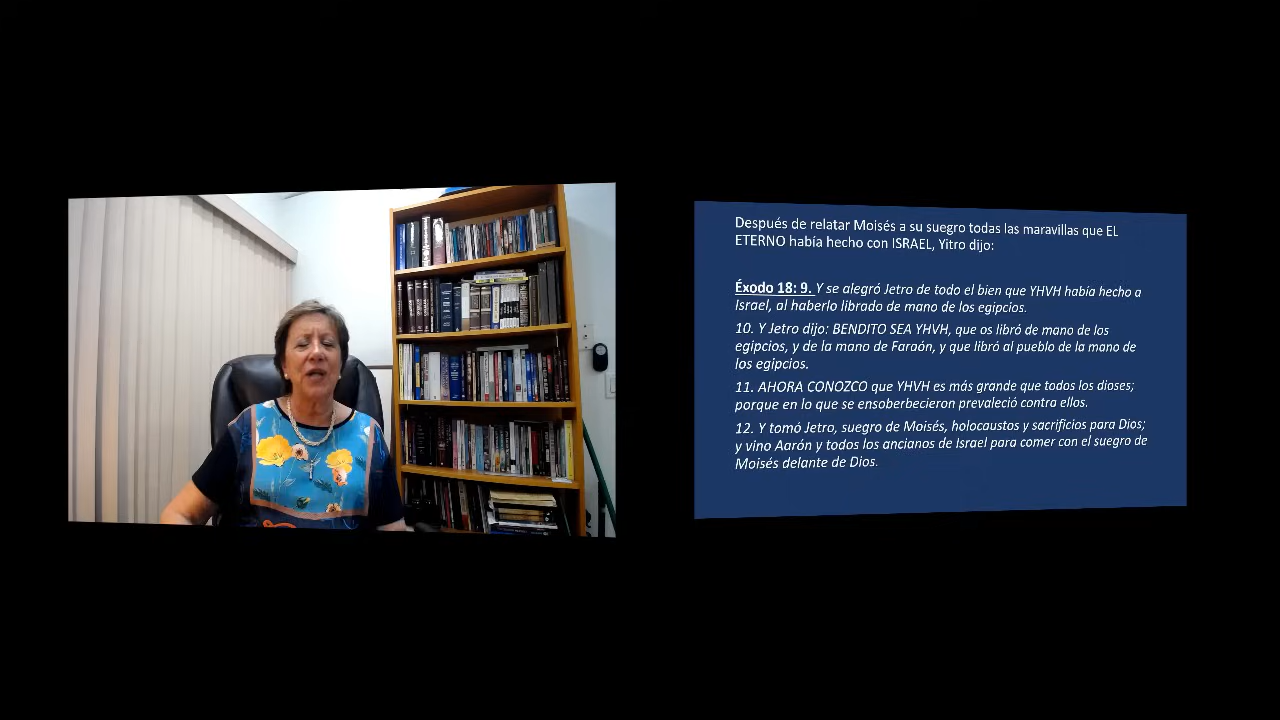 Después de relatar Moisés a su suegro todas las maravillas que EL
ETERNO había hecho con ISRAEL, Yitro dijo:
Éxodo 18: 9. Y se alegró Jetro de todo el bien que YHVH había hecho a
Israel, al haberlo librado de mano de los egipcios.
10. Y Jetro dijo: BENDITO SEA YHVH, que os libró de mano de los
egipcios, y de la mano de Faraón, y que libró al pueblo de la mano de
los egipcios.
11. AHORA CONOZCO que YHVH es más grande que todos los dioses;
porque en lo que se ensoberbecieron prevaleció contra ellos.
12. Y tomó Jetro, suegro de Moisés, holocaustos y sacrificios para Dios;
y vino Aarón y todos los ancianos de Israel para comer con el suegro de
Moisés delante de Dios.